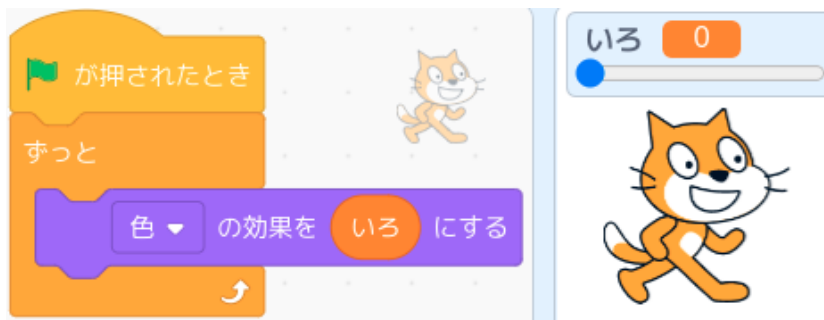 が押されたとき
ずっと
色 の効果を いろ にする
いろ 0